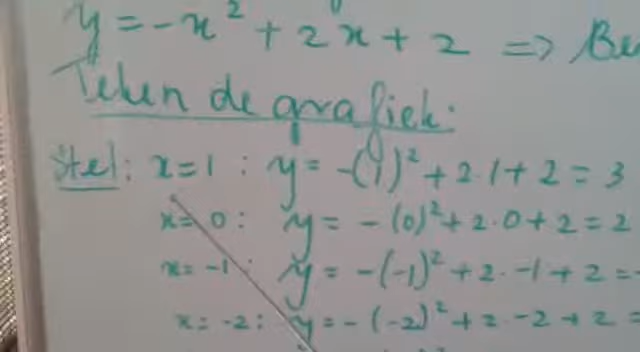 y = -x² + 2x + 2 =>
Teken de grafiek:
Stel: x=1 : y = -(1)² + 2·1 + 2 = 3
x= 0 : y = -(0)² + 2·0 + 2 = 2
x= -1 : y = -(-1)² + 2·-1 + 2 = -
x= -2 : y = -(-2)² + 2·-2 + 2 =